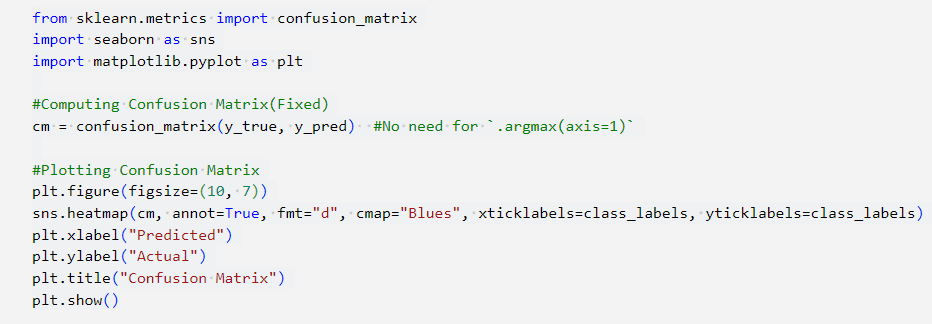 from sklearn.metrics import confusion_matrix
import seaborn as sns
import matplotlib.pyplot as plt
#Computing Confusion Matrix(Fixed)
cm = confusion_matrix(y_true, y_pred)  #No need for `.argmax(axis=1)`
#Plotting Confusion Matrix
plt.figure(figsize=(10, 7))
sns.heatmap(cm, annot=True, fmt="d", cmap="Blues", xticklabels=class_labels, yticklabels=class_labels)
plt.xlabel("Predicted")
plt.ylabel("Actual")
plt.title("Confusion Matrix")
plt.show()